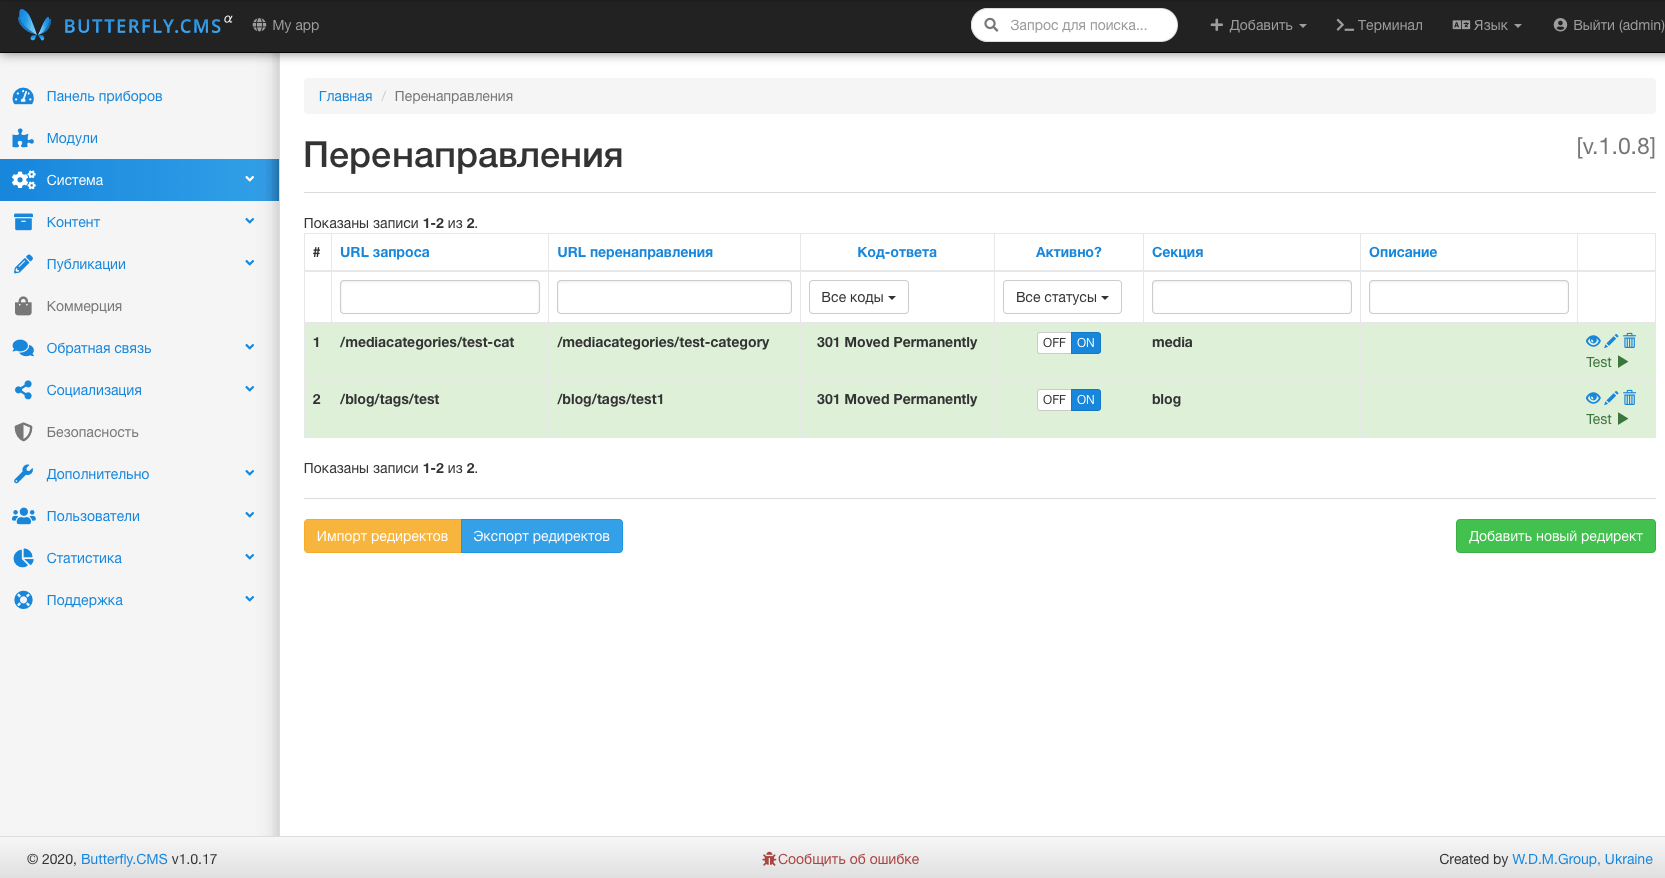 BUTTERFLY.CMS α
My app
Запрос для поиска...
Добавить
Терминал
Язык
Выйти (admin)
Панель приборов
Модули
Система
Контент
Публикации
Коммерция
Обратная связь
Социализация
Безопасность
Дополнительно
Пользователи
Статистика
Поддержка
Главная / Перенаправления
Перенаправления
[v.1.0.8]
Показаны записи 1-2 из 2.
# URL запроса URL перенаправления Код-ответа Активно? Секция Описание
Все коды Все статусы
1 /mediacategories/test-cat /mediacategories/test-category 301 Moved Permanently OFF ON media
Test
2 /blog/tags/test /blog/tags/test1 301 Moved Permanently OFF ON blog
Test
Показаны записи 1-2 из 2.
Импорт редиректов Экспорт редиректов Добавить новый редирект
© 2020, Butterfly.CMS v1.0.17
Сообщить об ошибке
Created by W.D.M.Group, Ukraine